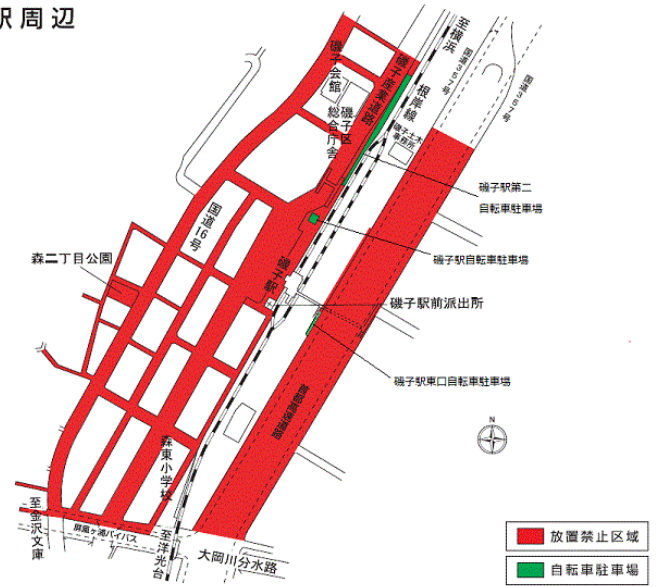 駅周辺
至横浜
国道357号
国道357号
根岸線
磯子産業道路
磯子会館
磯子区
総合庁舎
磯子土木
事務所
磯子駅第二
自転車駐車場
国道16号
磯子駅自転車駐車場
森二丁目公園
磯子駅
磯子駅前派出所
磯子駅東口自転車駐車場
首都高速湾岸線
N
森東小学校
至金沢文庫
屏風ヶ浦バイパス
至洋光台
大岡川分水路
放置禁止区域
自転車駐車場